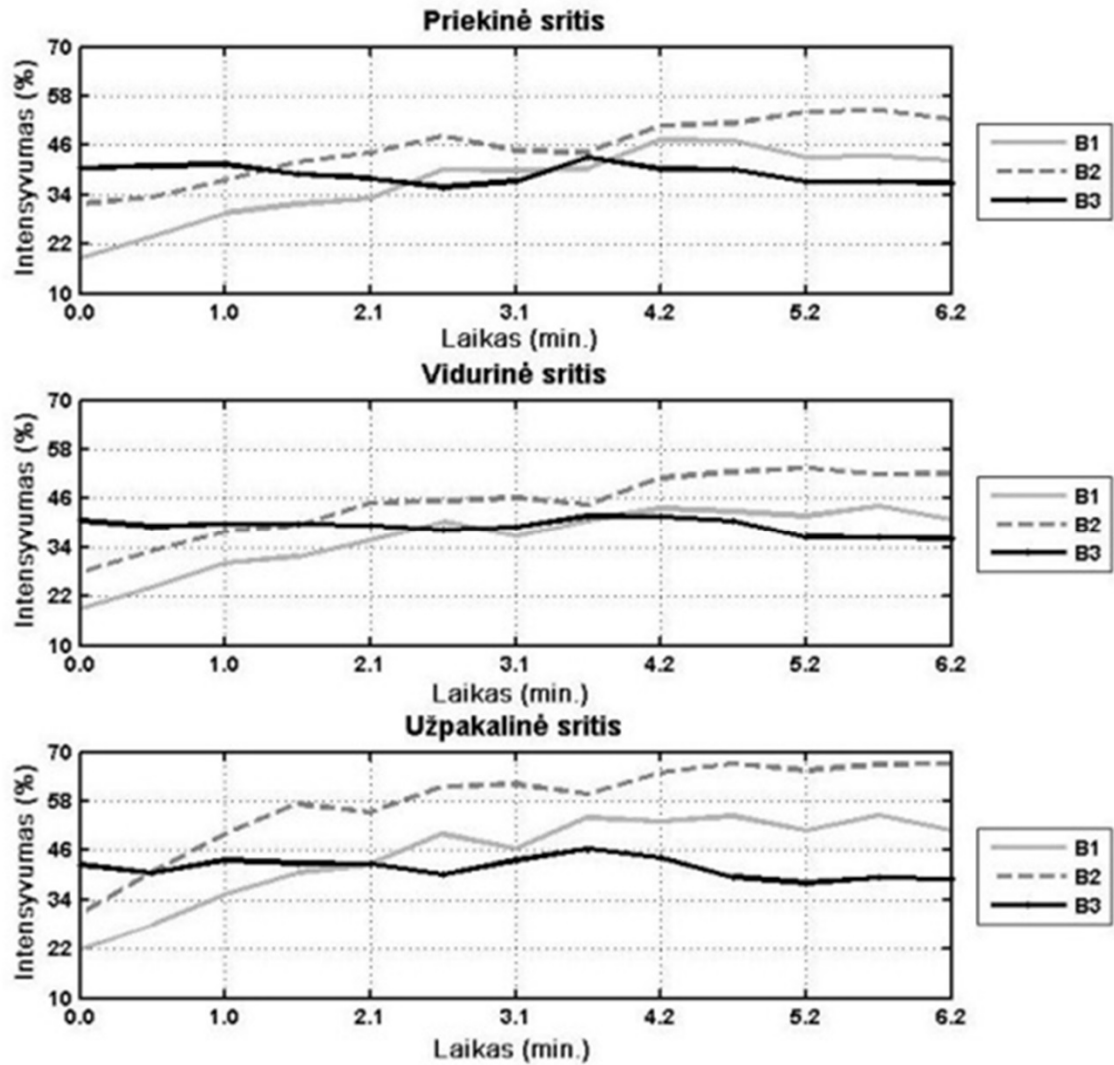 Priekinė sritis
Intensyvumas (%)
70
58
46
34
22
10
0.0 1.0 2.1 3.1 4.2 5.2 6.2
Laikas (min.)
B1
B2
B3
Vidurinė sritis
Intensyvumas (%)
70
58
46
34
22
10
0.0 1.0 2.1 3.1 4.2 5.2 6.2
Laikas (min.)
B1
B2
B3
Užpakalinė sritis
Intensyvumas (%)
70
58
46
34
22
10
0.0 1.0 2.1 3.1 4.2 5.2 6.2
Laikas (min.)
B1
B2
B3